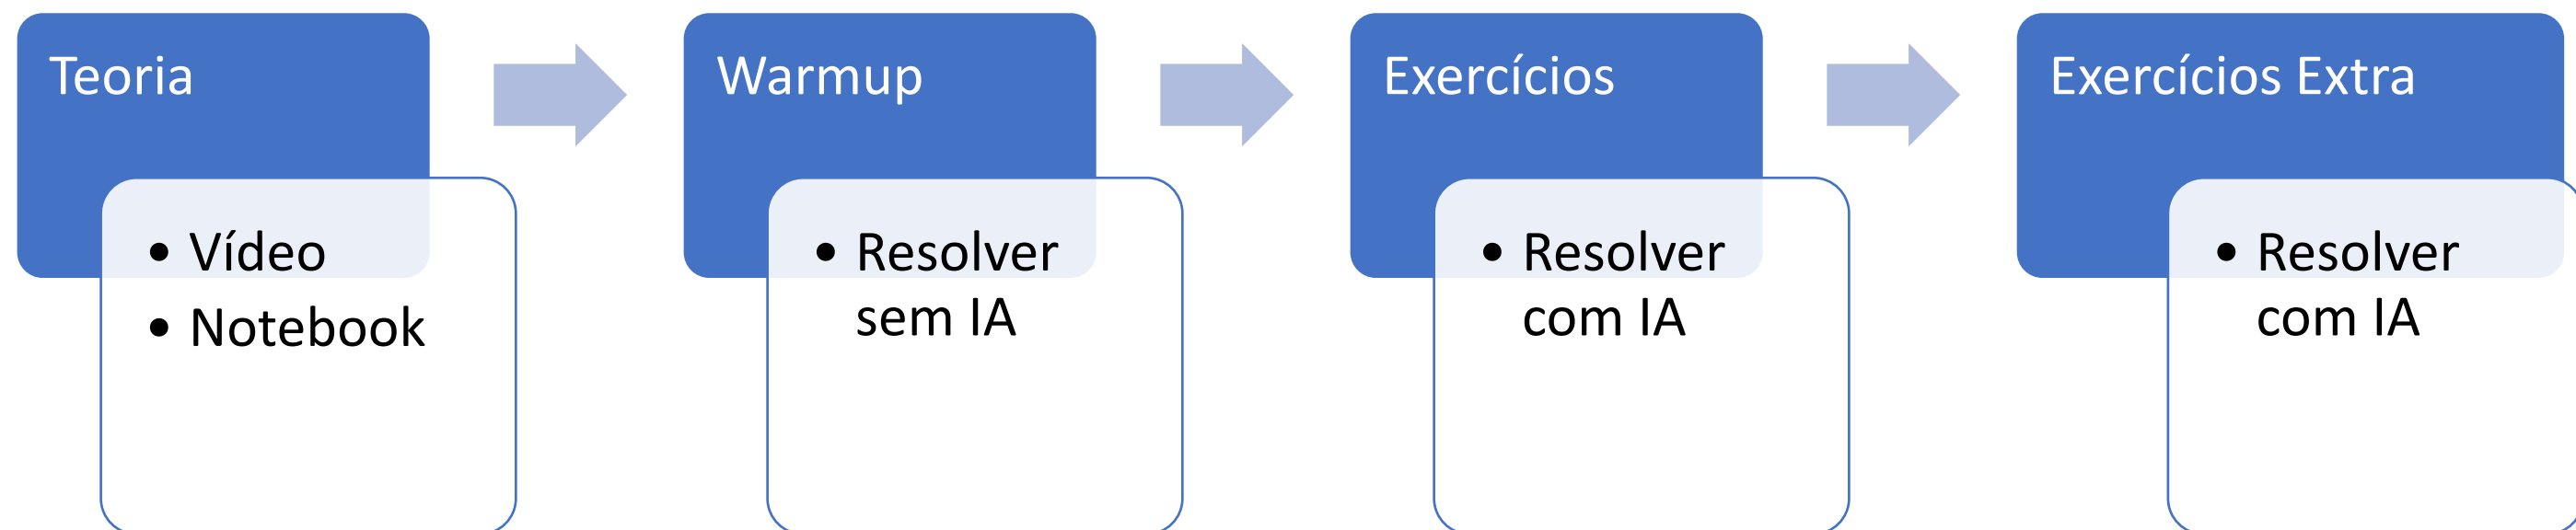 Teoria
• Vídeo
• Notebook
Warmup
• Resolver
sem IA
Exercícios
• Resolver
com IA
Exercícios Extra
• Resolver
com IA